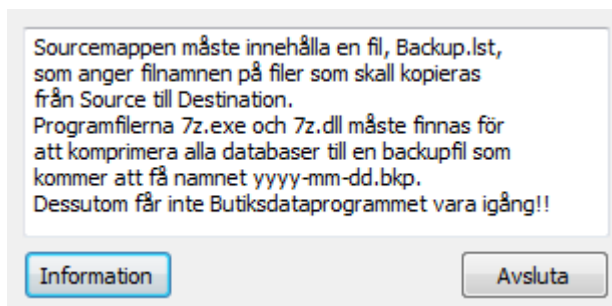 Sourcemappen måste innehålla en fil, Backup.lst,
som anger filnamnen på filer som skall kopieras
från Source till Destination.
Programfilerna 7z.exe och 7z.dll måste finnas för
att komprimera alla databaser till en backupfil som
kommer att få namnet yyyy-mm-dd.bkp.
Dessutom får inte Butiksdataprogrammet vara igång!!
Information
Avsluta